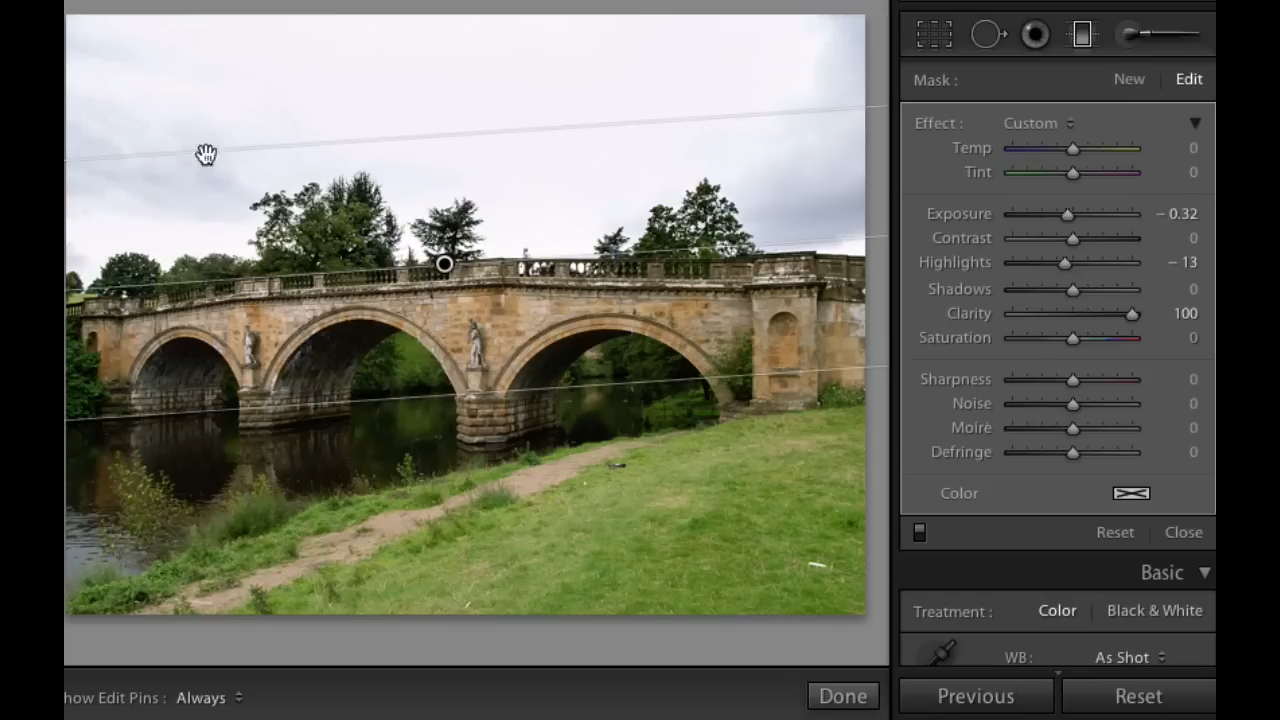 Mask : New Edit
Effect : Custom
Temp 0
Tint 0
Exposure – 0.32
Contrast 0
Highlights – 13
Shadows 0
Clarity 100
Saturation 0
Sharpness 0
Noise 0
Moiré 0
Defringe 0
Color
Reset Close
Basic
Treatment : Color Black & White
WB : As Shot
how Edit Pins : Always Done Previous Reset